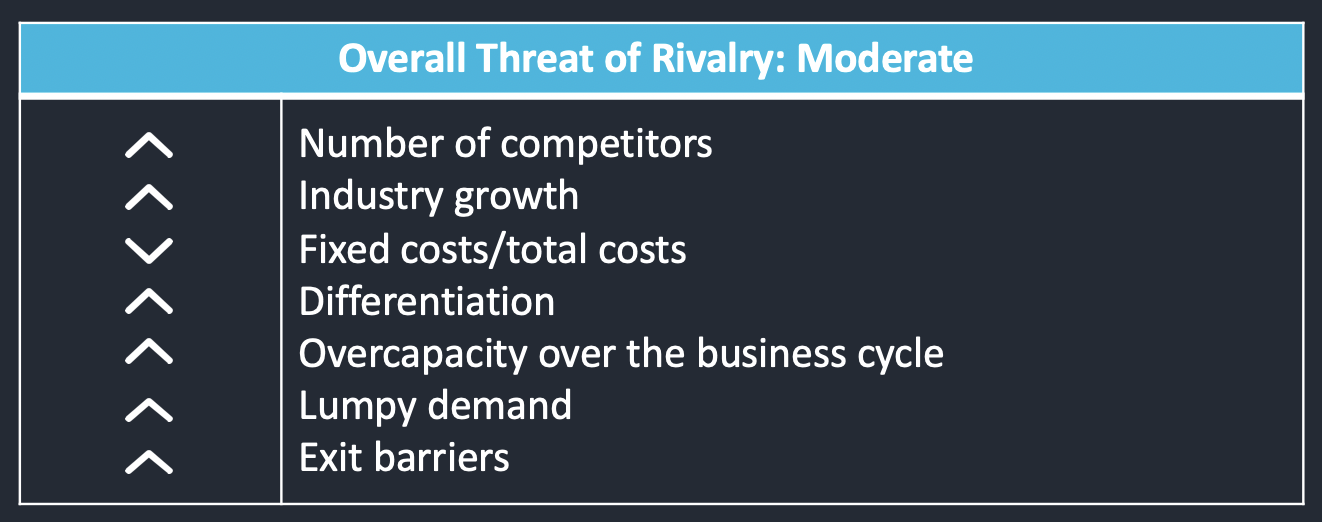 Overall Threat of Rivalry: Moderate
Number of competitors
Industry growth
Fixed costs/total costs
Differentiation
Overcapacity over the business cycle
Lumpy demand
Exit barriers